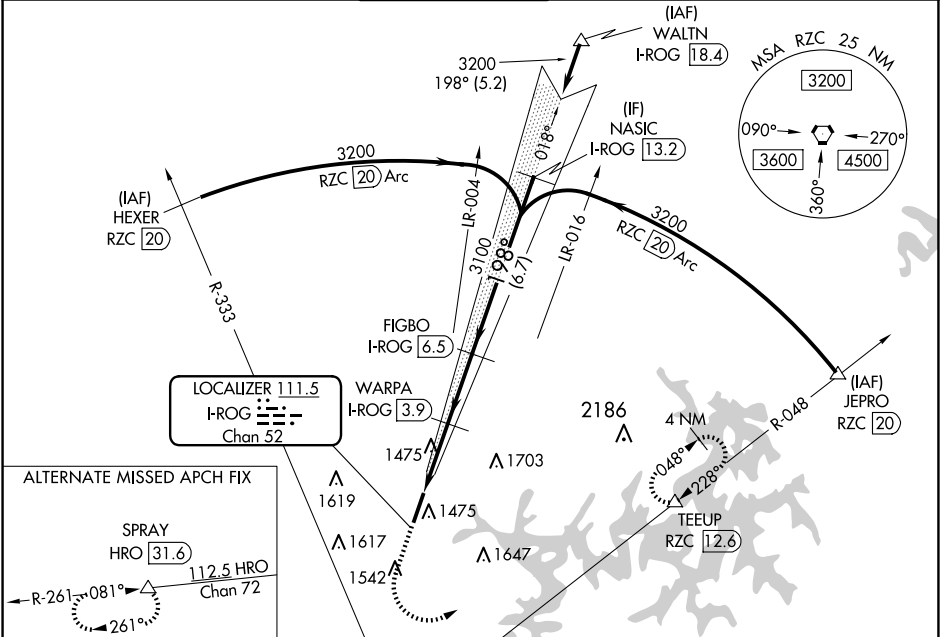 (IAF)
WALTN
I-ROG 18.4
3200
198° (5.2)
MSA RZC 25 NM
3200
090°
270°
3600
4500
360°
(IF)
NASIC
I-ROG 13.2
018°
3200
RZC 20 Arc
LR-004
(IAF)
HEXER
RZC 20
LR-016
3200
RZC 20 Arc
3100
198°
(6.7)
R-333
FIGBO
I-ROG 6.5
LOCALIZER 111.5
I-ROG
Chan 52
WARPA
I-ROG 3.9
(IAF)
JEPRO
RZC 20
R-048
2186
4 NM
048°
228°
TEEUP
RZC 12.6
1475
1703
1619
1475
1617
1647
1542
ALTERNATE MISSED APCH FIX
SPRAY
HRO 31.6
112.5 HRO
Chan 72
R-261
081°
261°